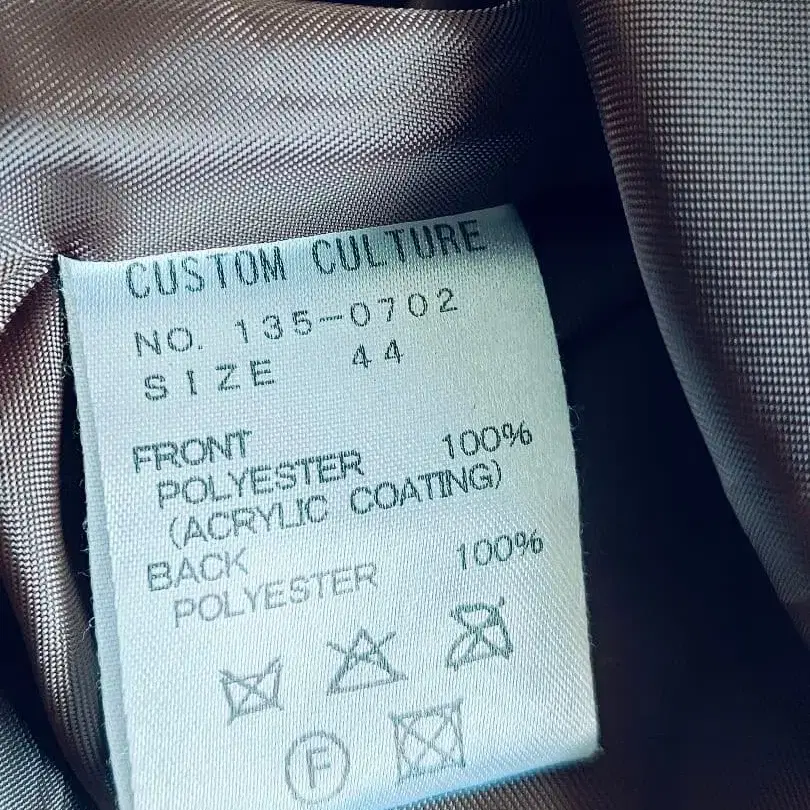 CUSTOM CULTURE
NO. 135-0702
SIZE 44
FRONT
POLYESTER 100%
(ACRYLIC COATING)
BACK
POLYESTER 100%
F